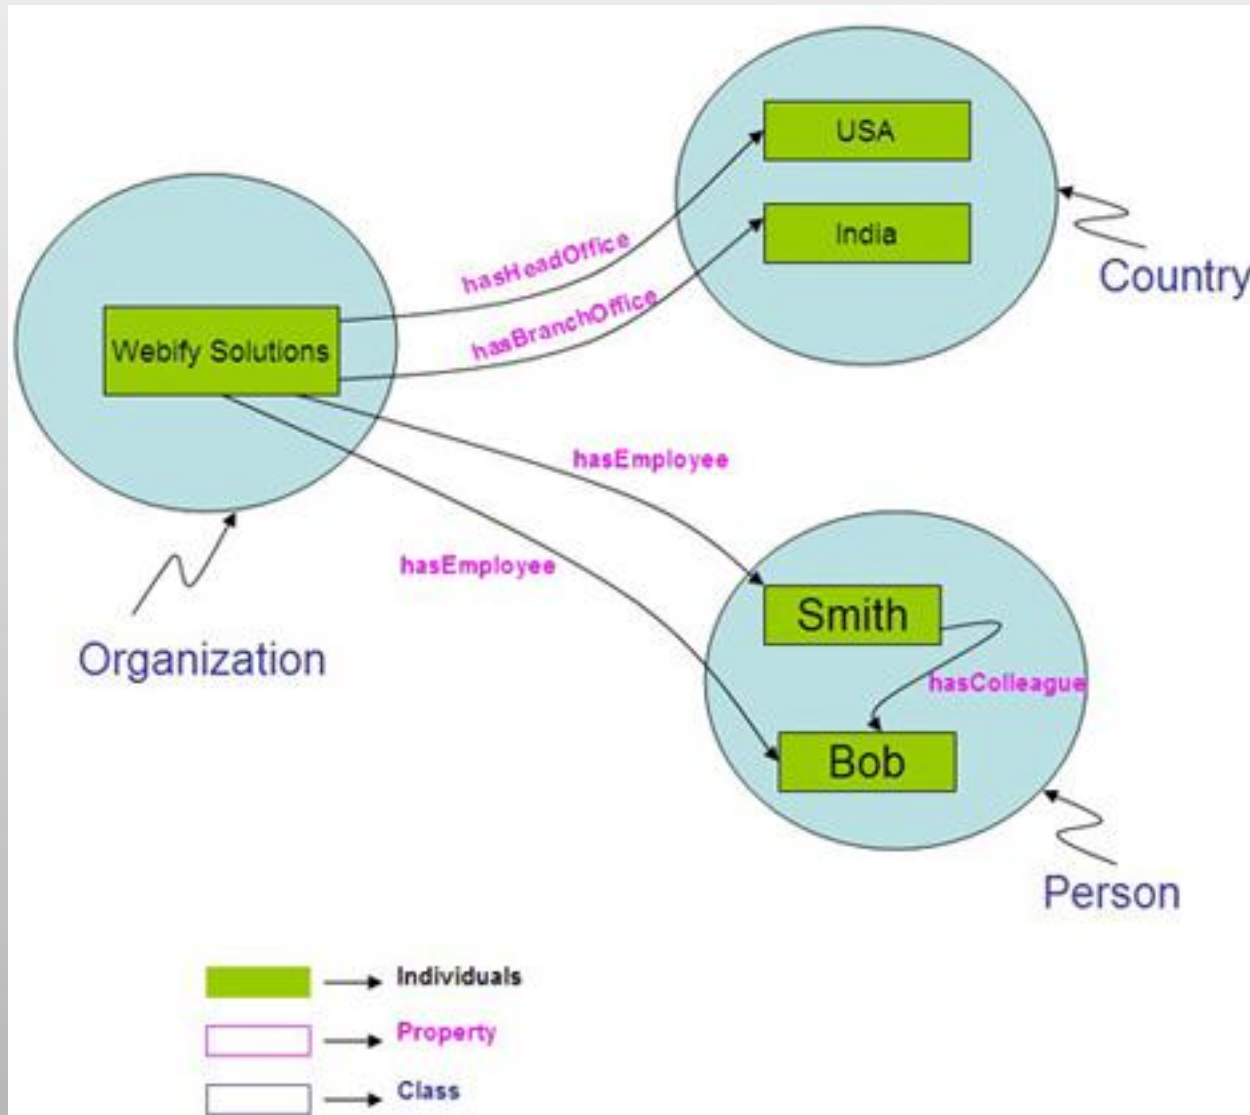 USA
India
Country
hasHeadOffice
hasBranchOffice
Webify Solutions
hasEmployee
hasEmployee
Organization
Smith
hasColleague
Bob
Person
Individuals
Property
Class